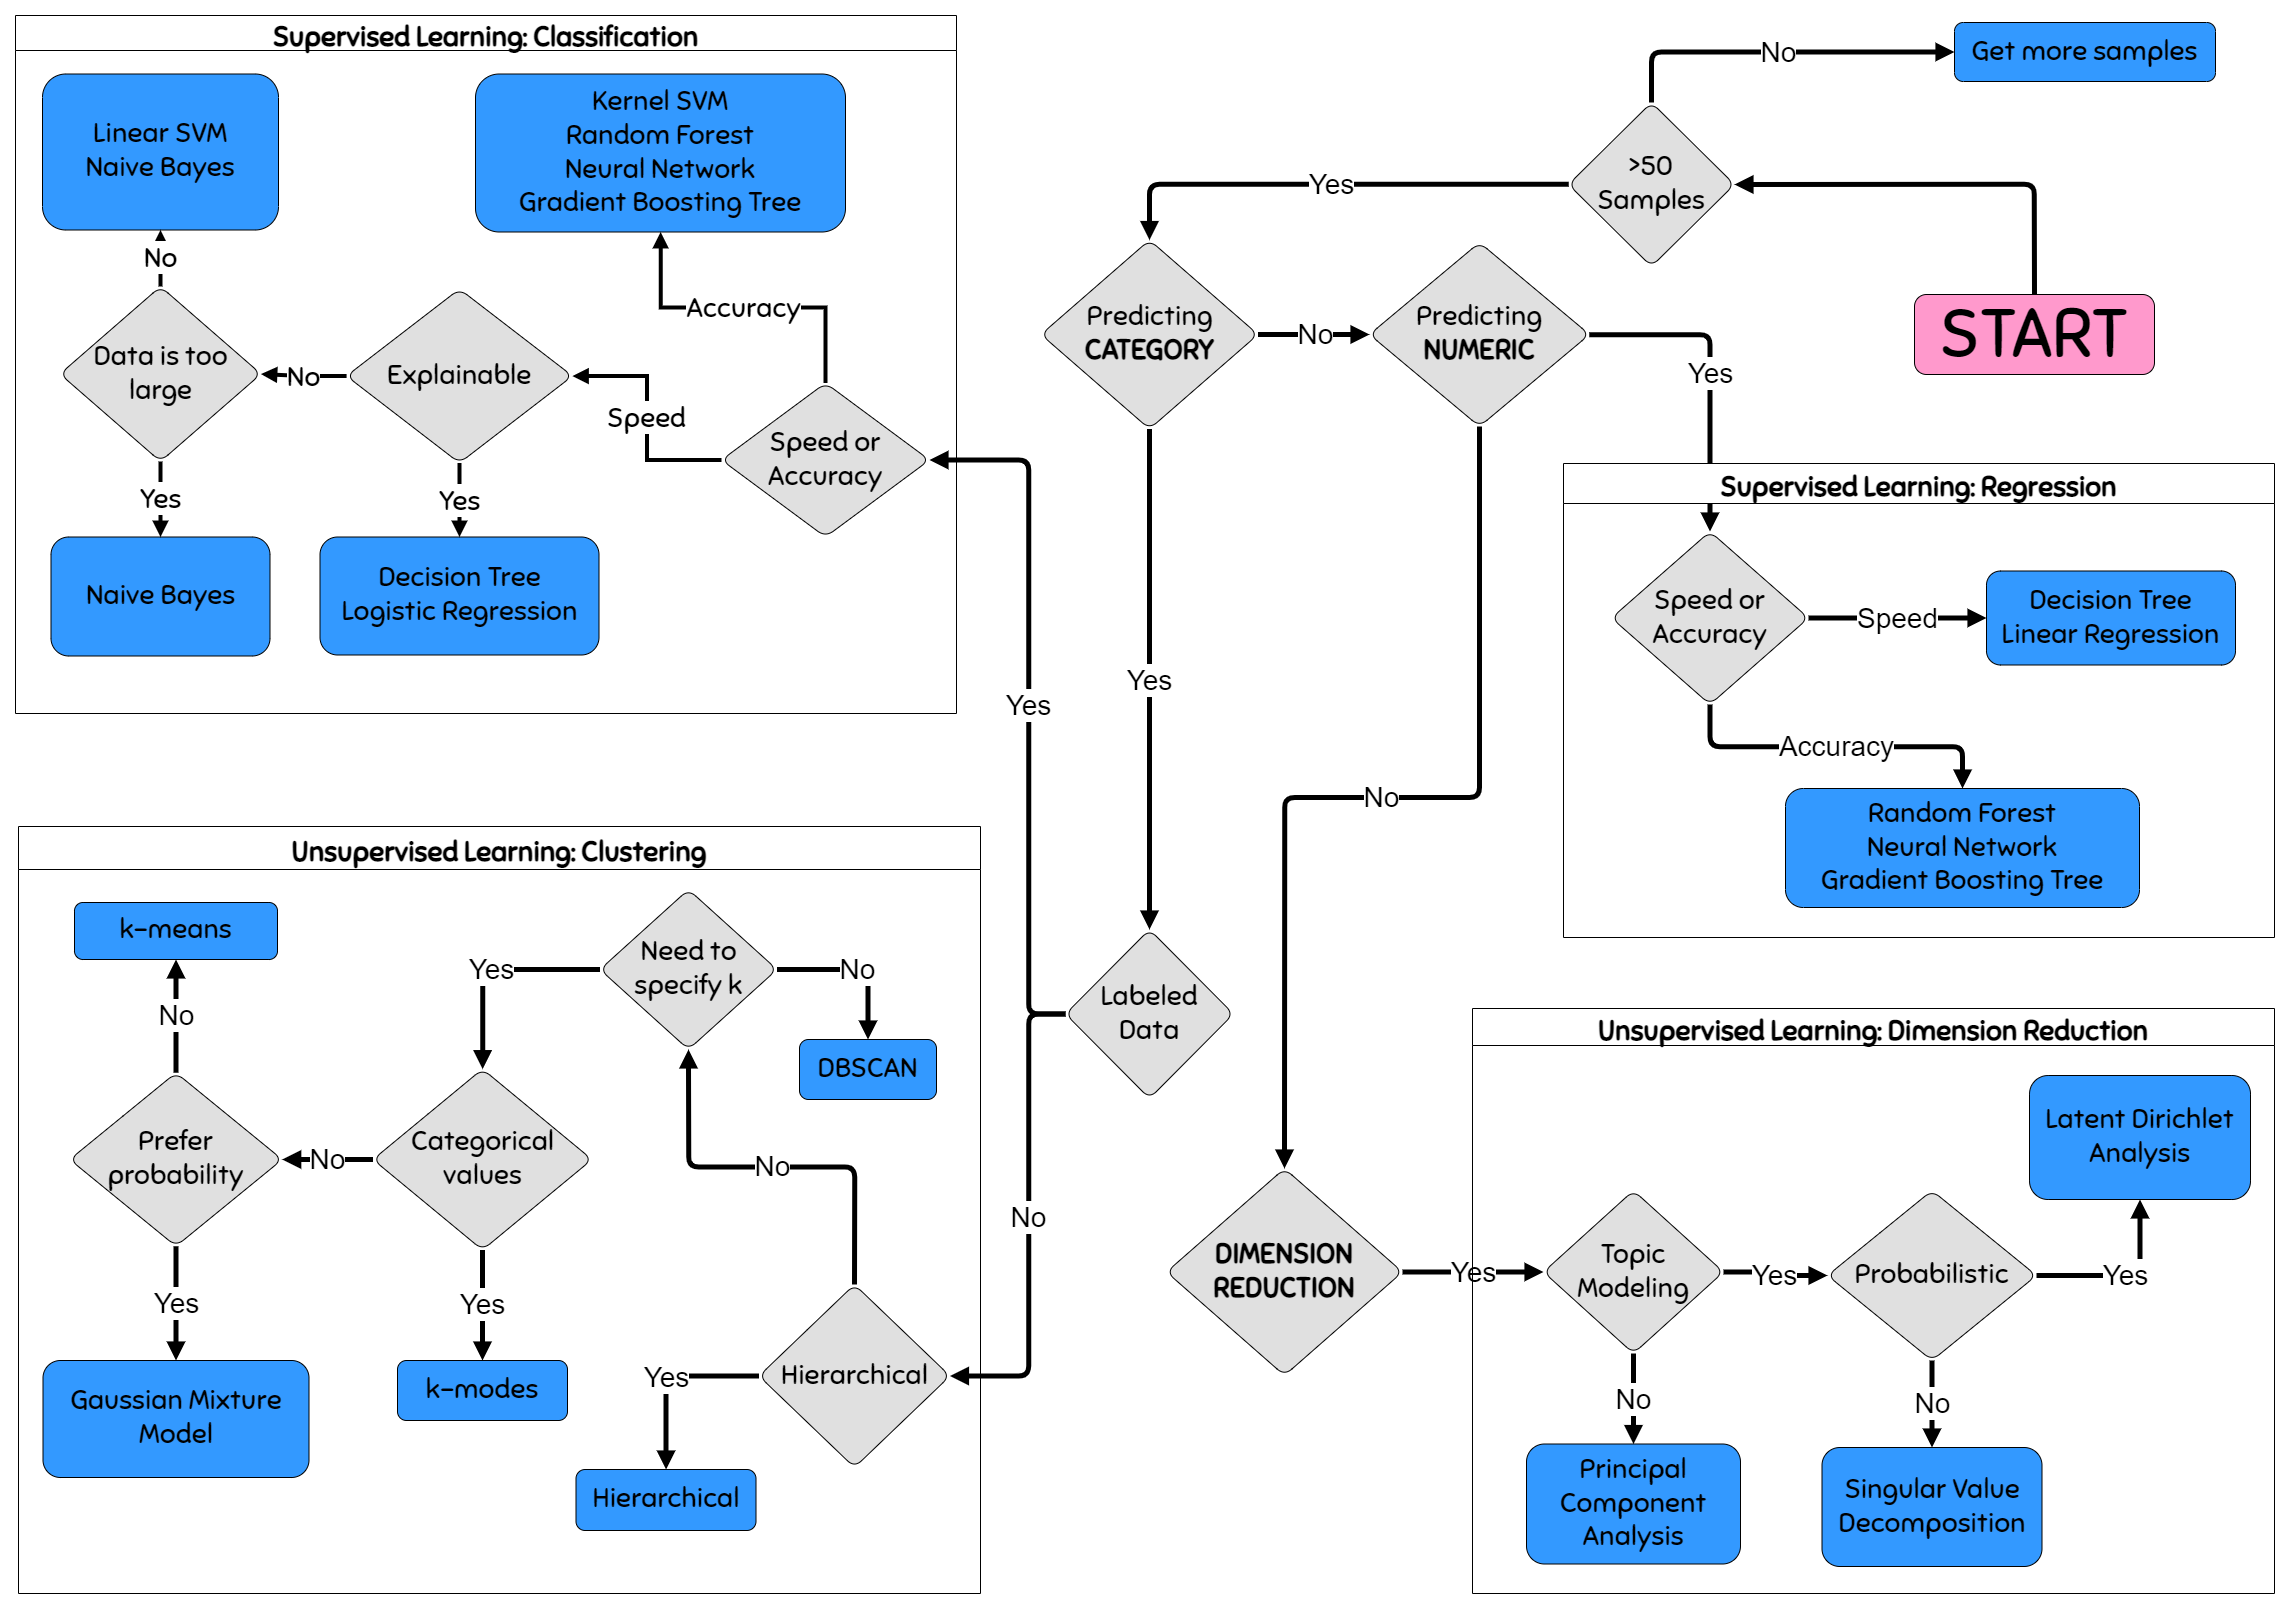 Supervised Learning: Classification
Linear SVM
Naive Bayes
Kernel SVM
Random Forest
Neural Network
Gradient Boosting Tree
No
Accuracy
Data is too
large
No
Explainable
Speed
Speed or
Accuracy
Yes
Yes
Naive Bayes
Decision Tree
Logistic Regression
No
Get more samples
>50
Samples
Yes
START
Predicting
CATEGORY
No
Predicting
NUMERIC
Yes
Yes
Yes
No
Supervised Learning: Regression
Speed or
Accuracy
Speed
Decision Tree
Linear Regression
Accuracy
Random Forest
Neural Network
Gradient Boosting Tree
Labeled
Data
No
Unsupervised Learning: Clustering
k-means
No
Yes
Need to
specify k
No
DBSCAN
Prefer
probability
No
Categorical
values
No
Yes
Yes
Gaussian Mixture
Model
k-modes
Yes
Hierarchical
Hierarchical
DIMENSION
REDUCTION
Yes
Unsupervised Learning: Dimension Reduction
Latent Dirichlet
Analysis
Topic
Modeling
Yes
Probabilistic
Yes
No
No
Principal
Component
Analysis
Singular Value
Decomposition